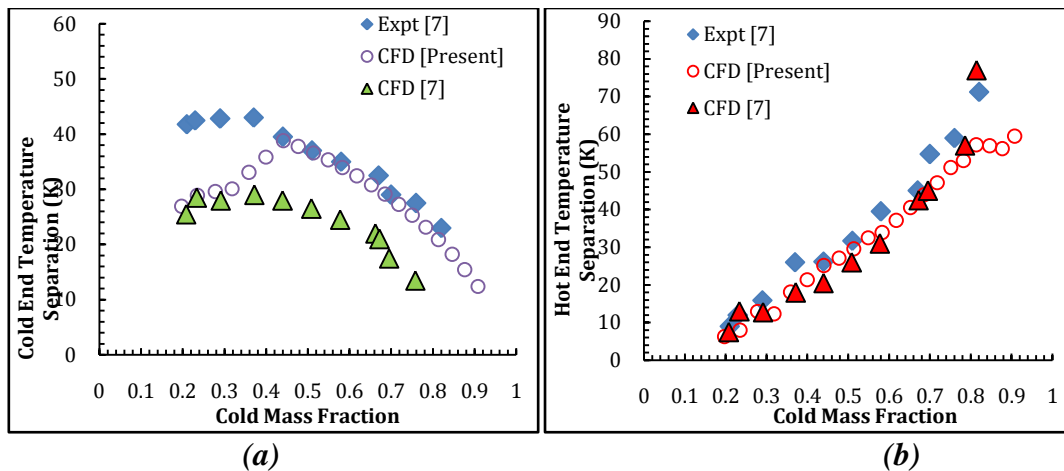 60
50
40
30
20
10
0
Cold End Temperature
Separation (K)
Expt [7]
CFD [Present]
CFD [7]
0 0.1 0.2 0.3 0.4 0.5 0.6 0.7 0.8 0.9 1
Cold Mass Fraction
(a)
90
80
70
60
50
40
30
20
10
0
Hot End Temperature
Separation (K)
Expt [7]
CFD [Present]
CFD [7]
0 0.1 0.2 0.3 0.4 0.5 0.6 0.7 0.8 0.9 1
Cold Mass Fraction
(b)